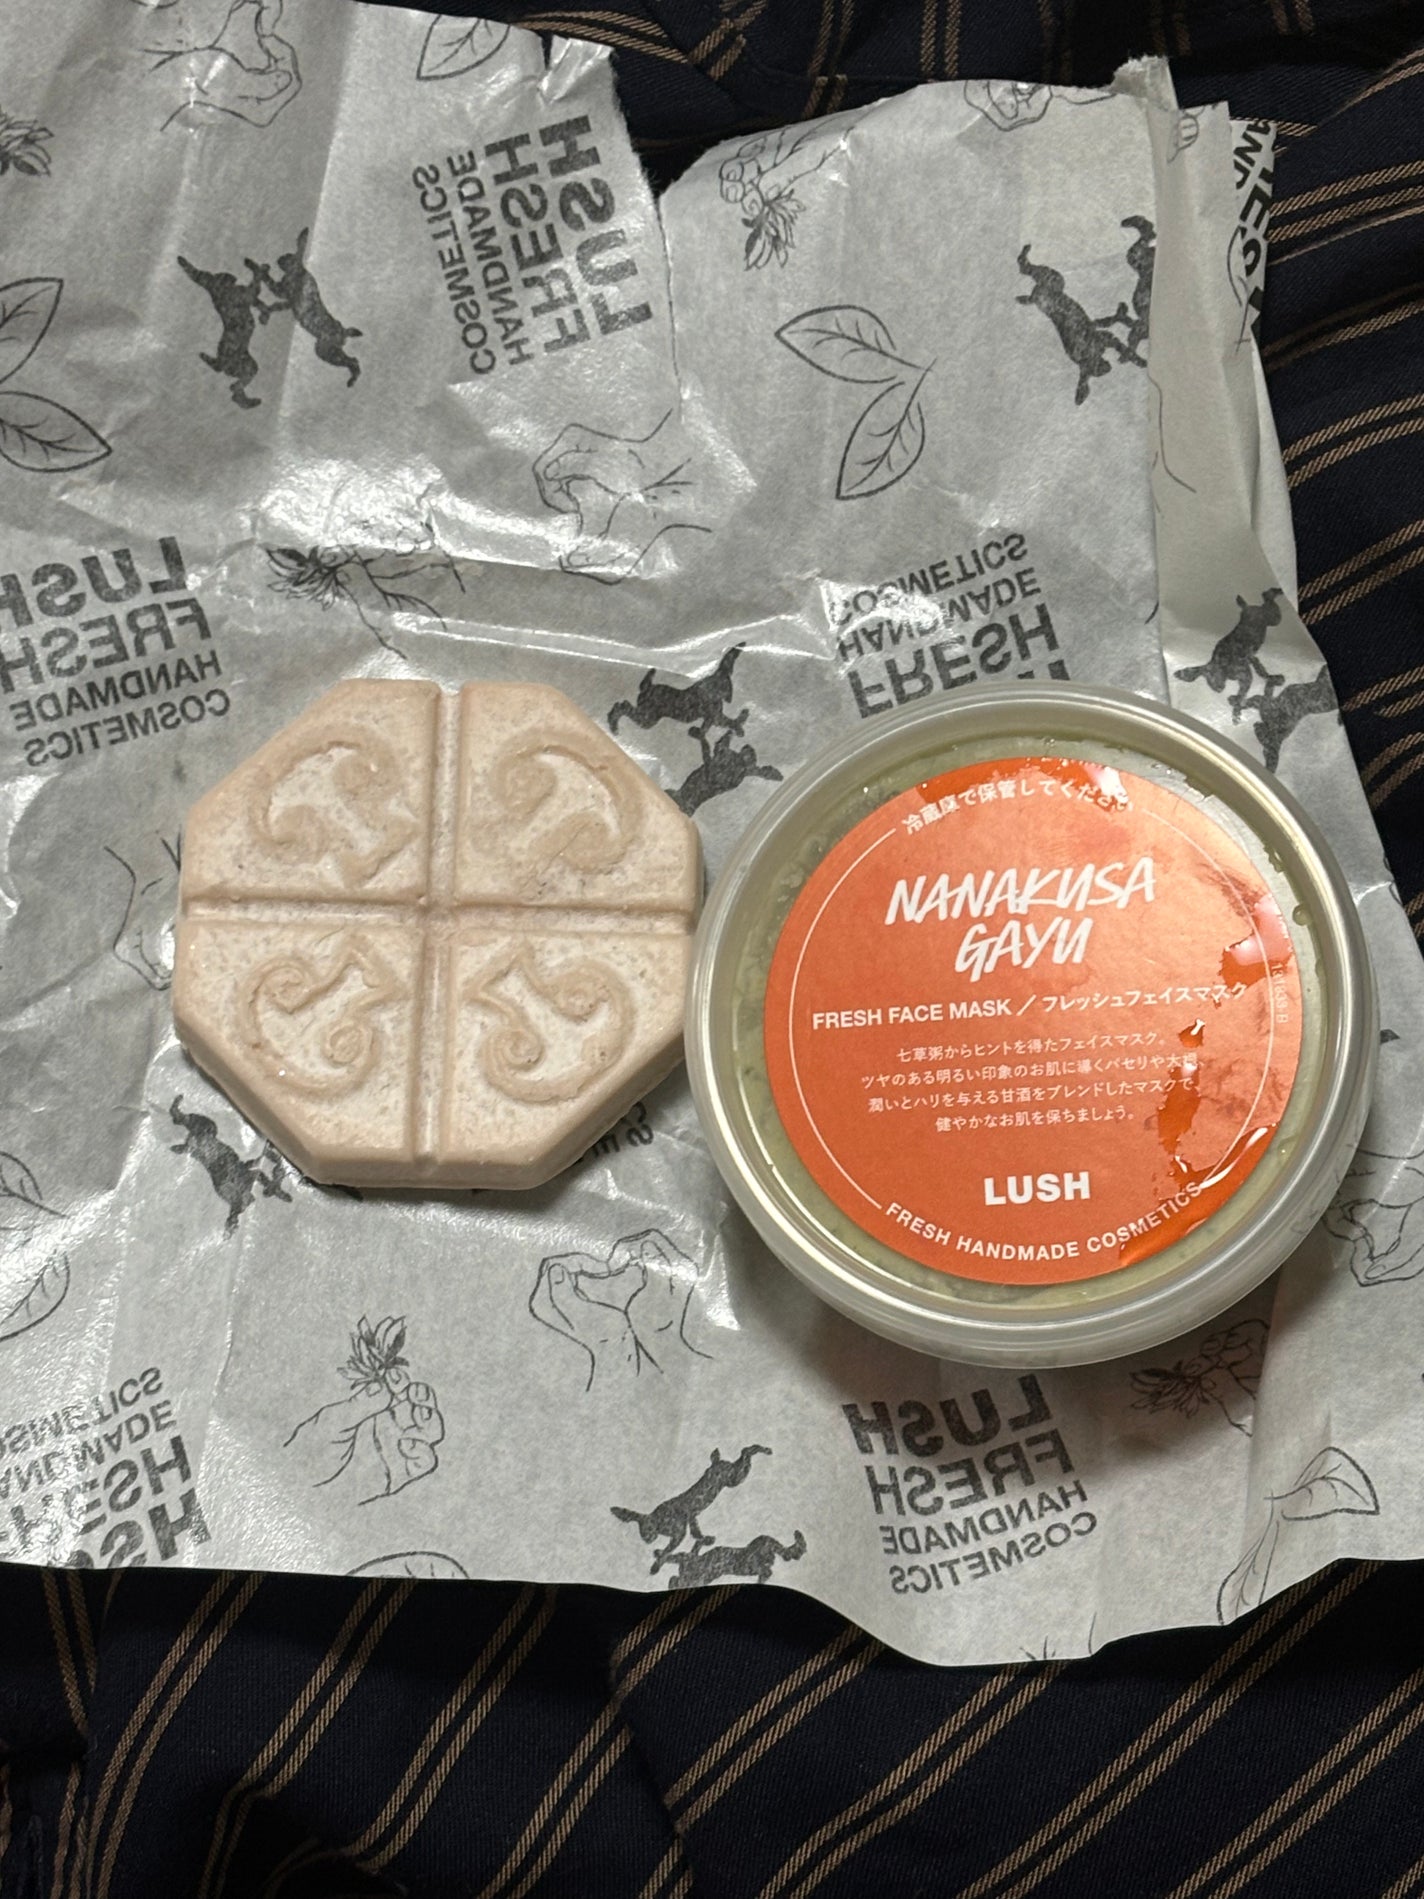 LUSH
FRESH
HANDMADE
COSMETICS
LUSH
FRESH
HANDMADE
COSMETICS
COSMETICS
HANDMADE
FRESH
冷蔵庫で保管してください
NANAKUSA
GAYU
FRESH FACE MASK／フレッシュフェイスマスク
七草粥からヒントを得たフェイスマスク。
ツヤのある明るい印象のお肌に導くパセリや大根、
潤いとハリを与える甘酒をブレンドしたマスクで、
健やかなお肌を保ちましょう。
LUSH
FRESH HANDMADE COSMETICS
LUSH
FRESH
HANDMADE
COSMETICS